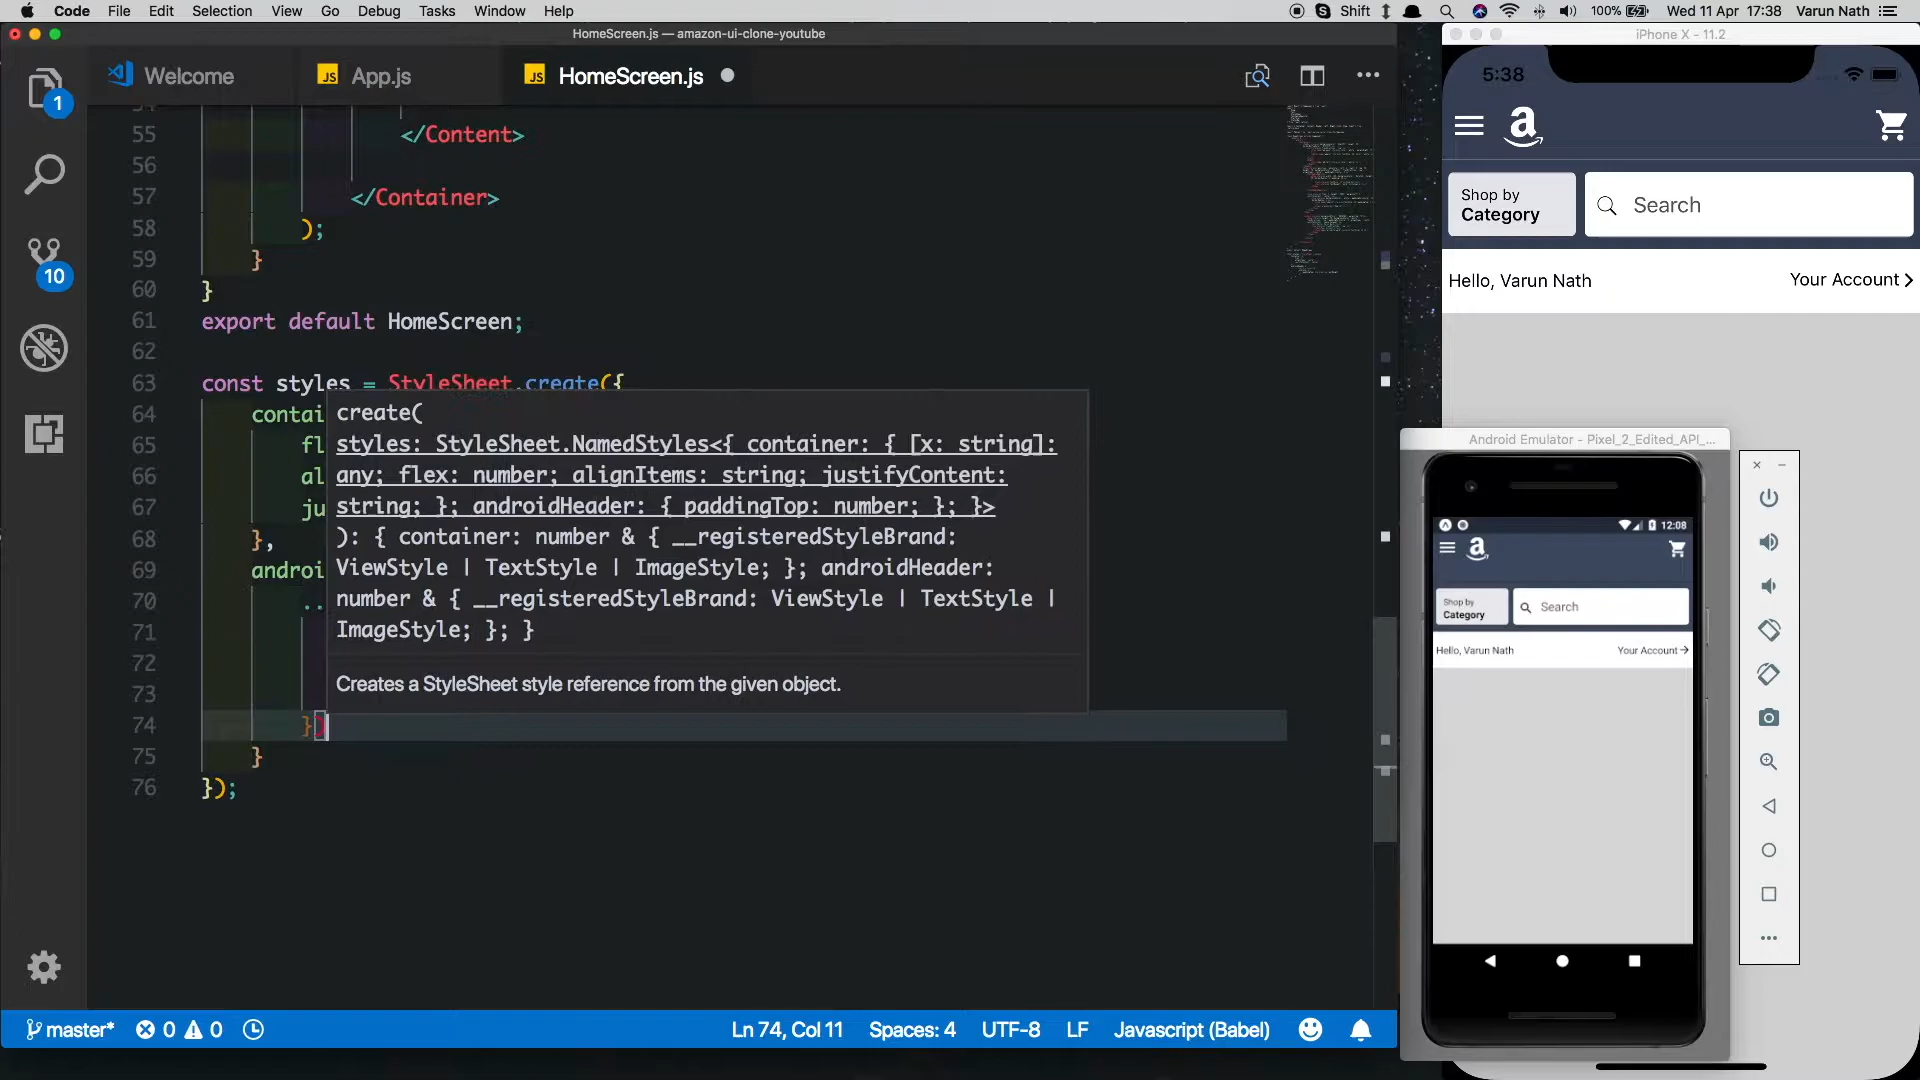 Code File Edit Selection View Go Debug Tasks Window Help
Shift 100% Wed 11 Apr 17:38 Varun Nath
HomeScreen.js — amazon-ui-clone-youtube
Welcome
JS App.js
JS HomeScreen.js
1
10
55 </Content>
56
57 </Container>
58 );
59 }
60 }
61 export default HomeScreen;
62
63 const styles = StyleSheet.create({
64 contai
65 fl
66 al
67 ju
68 },
69 androi
70 ..
71
72
73
74 })
75 }
76 });
create(
styles: StyleSheet.NamedStyles<{ container: { [x: string]:
any; flex: number; alignItems: string; justifyContent:
string; }; androidHeader: { paddingTop: number; }; }>
): { container: number & { __registeredStyleBrand:
ViewStyle | TextStyle | ImageStyle; }; androidHeader:
number & { __registeredStyleBrand: ViewStyle | TextStyle |
ImageStyle; }; }
Creates a StyleSheet style reference from the given object.
master* 0 0
Ln 74, Col 11 Spaces: 4 UTF-8 LF Javascript (Babel)
iPhone X - 11.2
5:38
a
Shop by
Category
Search
Hello, Varun Nath
Your Account
Android Emulator - Pixel_2_Edited_API_...
12:08
a
Shop by
Category
Search
Hello, Varun Nath
Your Account